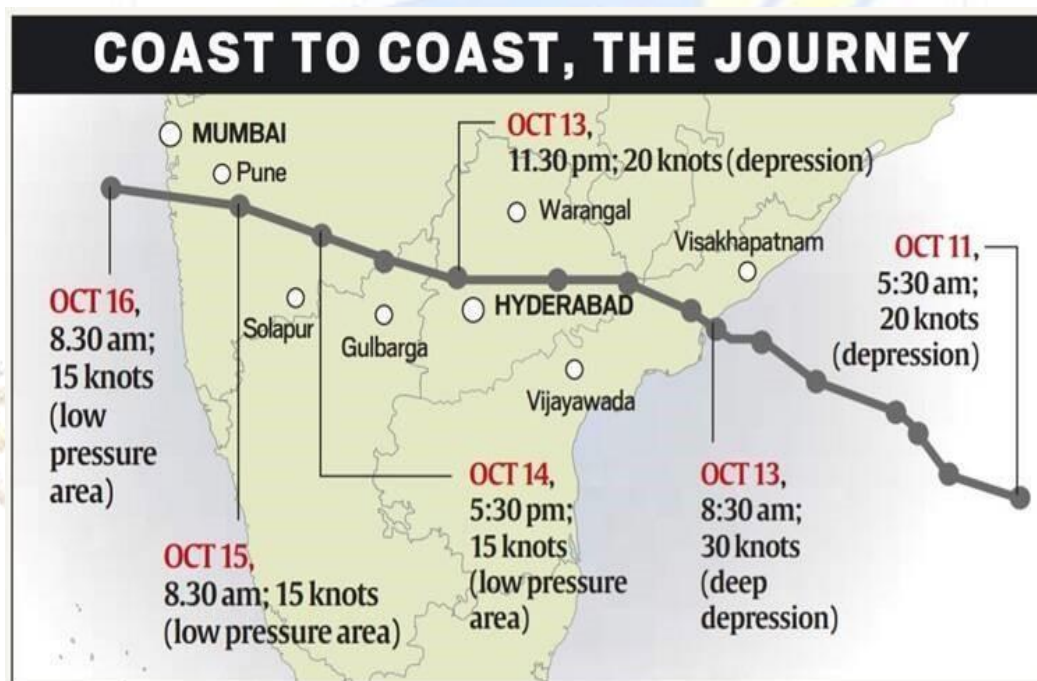 COAST TO COAST, THE JOURNEY
MUMBAI
Pune
OCT 13,
11.30 pm; 20 knots (depression)
Warangal
Visakhapatnam
OCT 11,
5:30 am;
20 knots
(depression)
OCT 16,
8.30 am;
15 knots
(low
pressure
area)
Solapur
Gulbarga
HYDERABAD
Vijayawada
OCT 15,
8.30 am; 15 knots
(low pressure area)
OCT 14,
5:30 pm;
15 knots
(low pressure
area)
OCT 13,
8:30 am;
30 knots
(deep
depression)